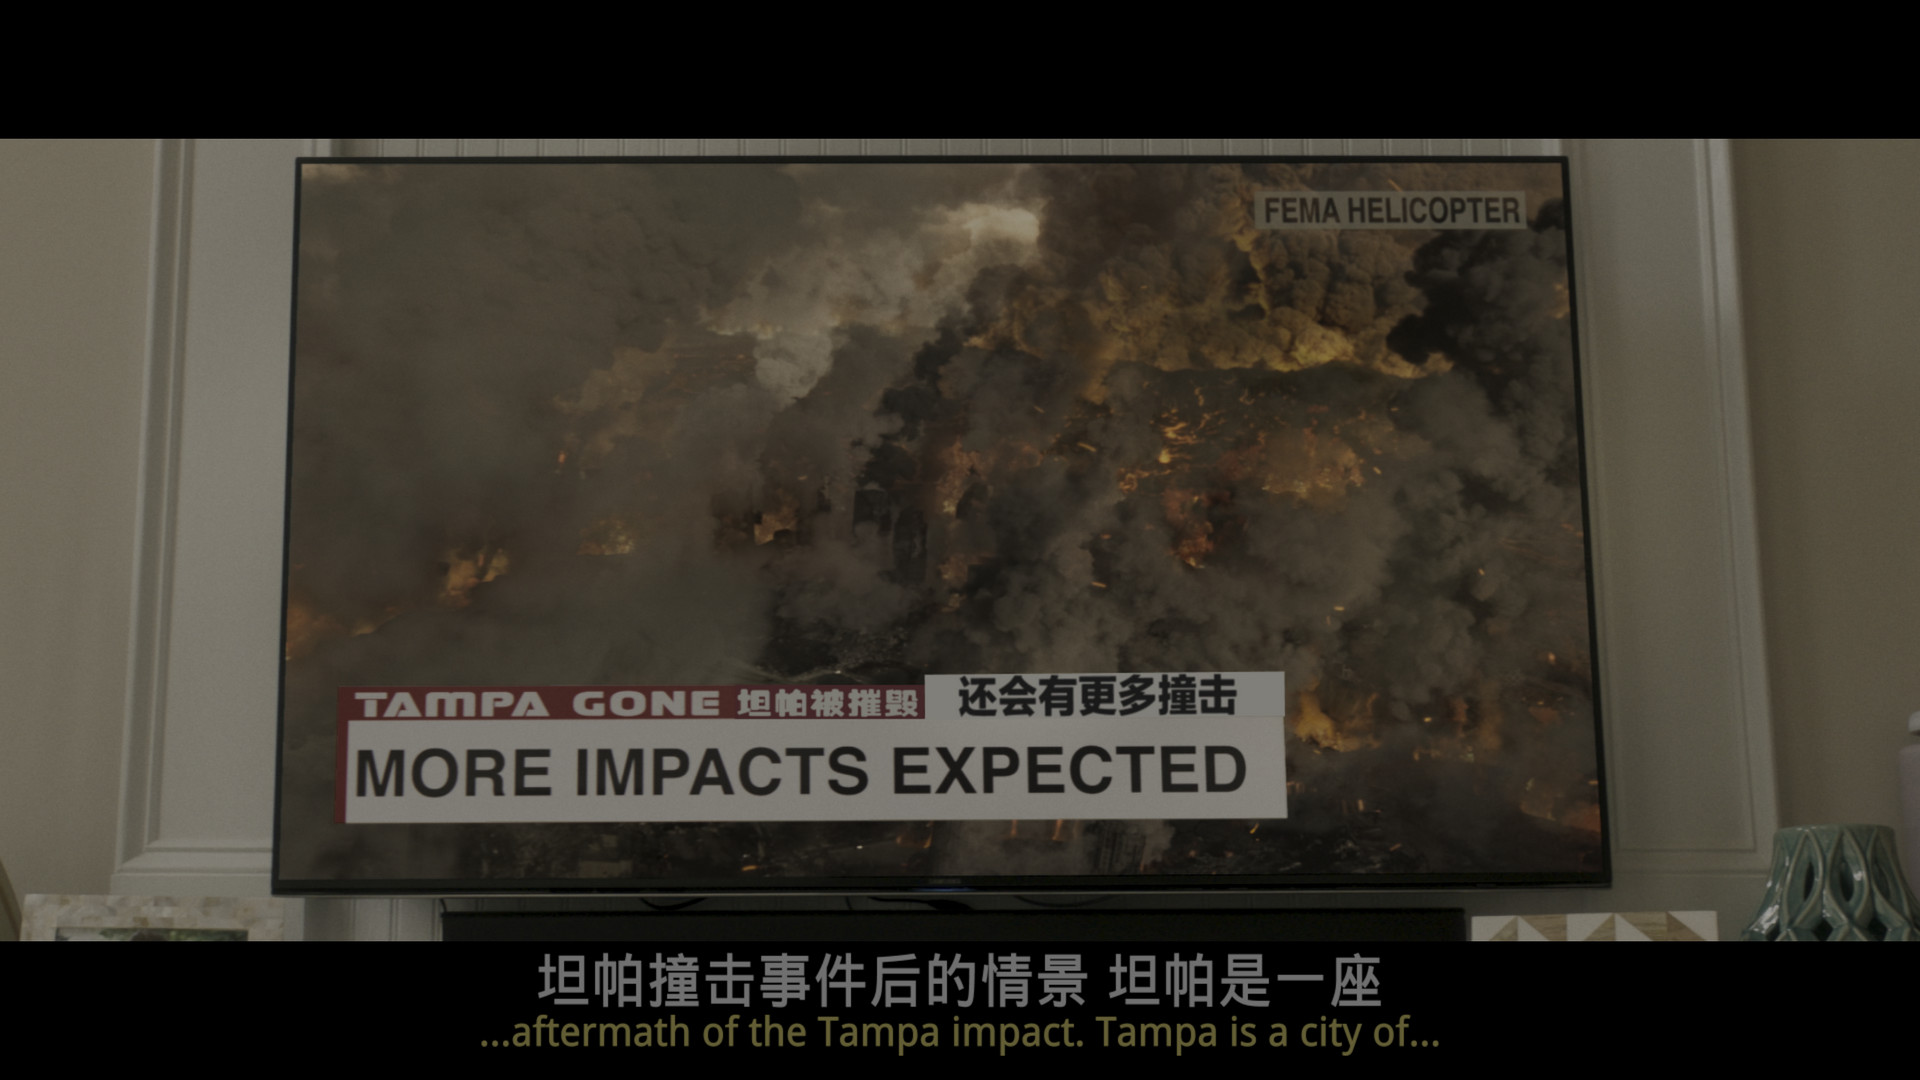 FEMA HELICOPTER
TAMPA GONE 坦帕被摧毁 还会有更多撞击
MORE IMPACTS EXPECTED
坦帕撞击事件后的情景 坦帕是一座
...aftermath of the Tampa impact. Tampa is a city of...